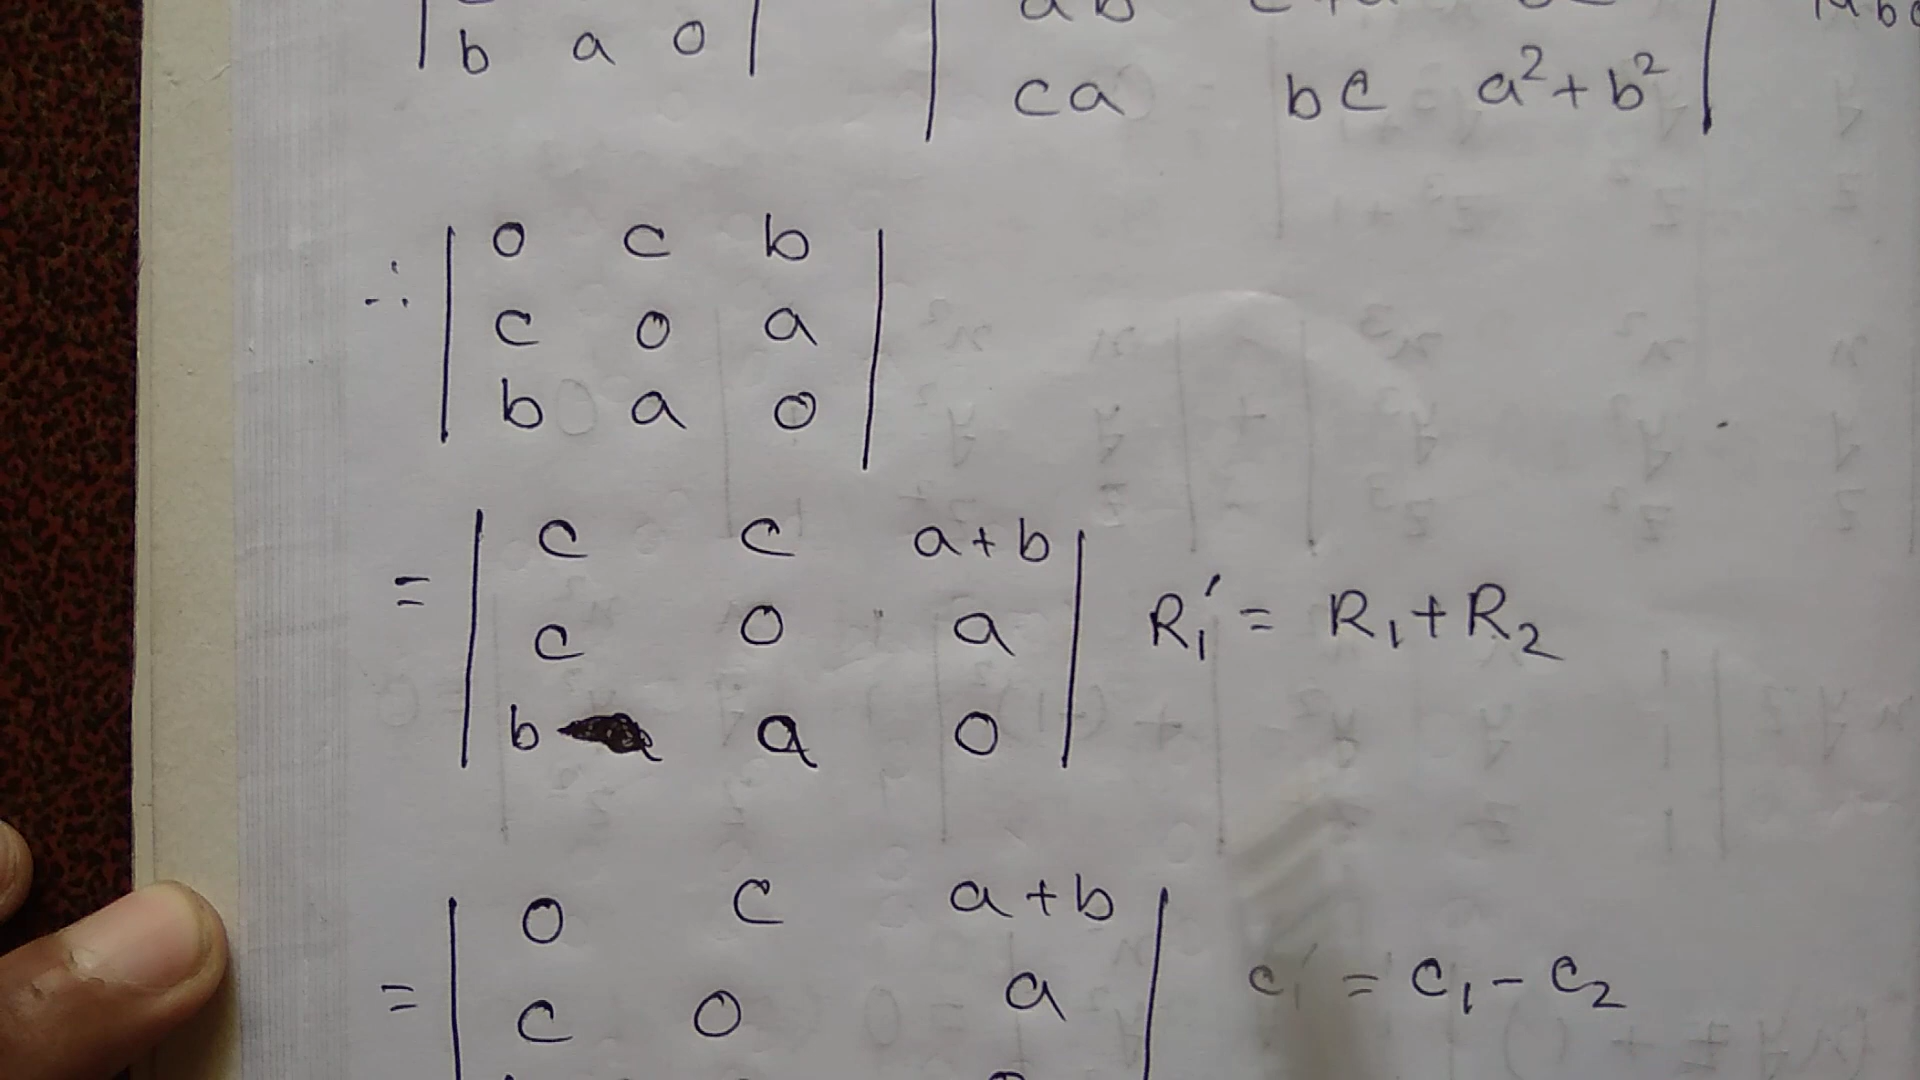 b a 0
ca bc a²+b²
∴ | 0 c b |
| c 0 a |
| b a 0 |
= | c c a+b |
| c 0 a | R₁' = R₁+R₂
| b a 0 |
= | 0 c a+b |
| c 0 a | c₁' = c₁-c₂